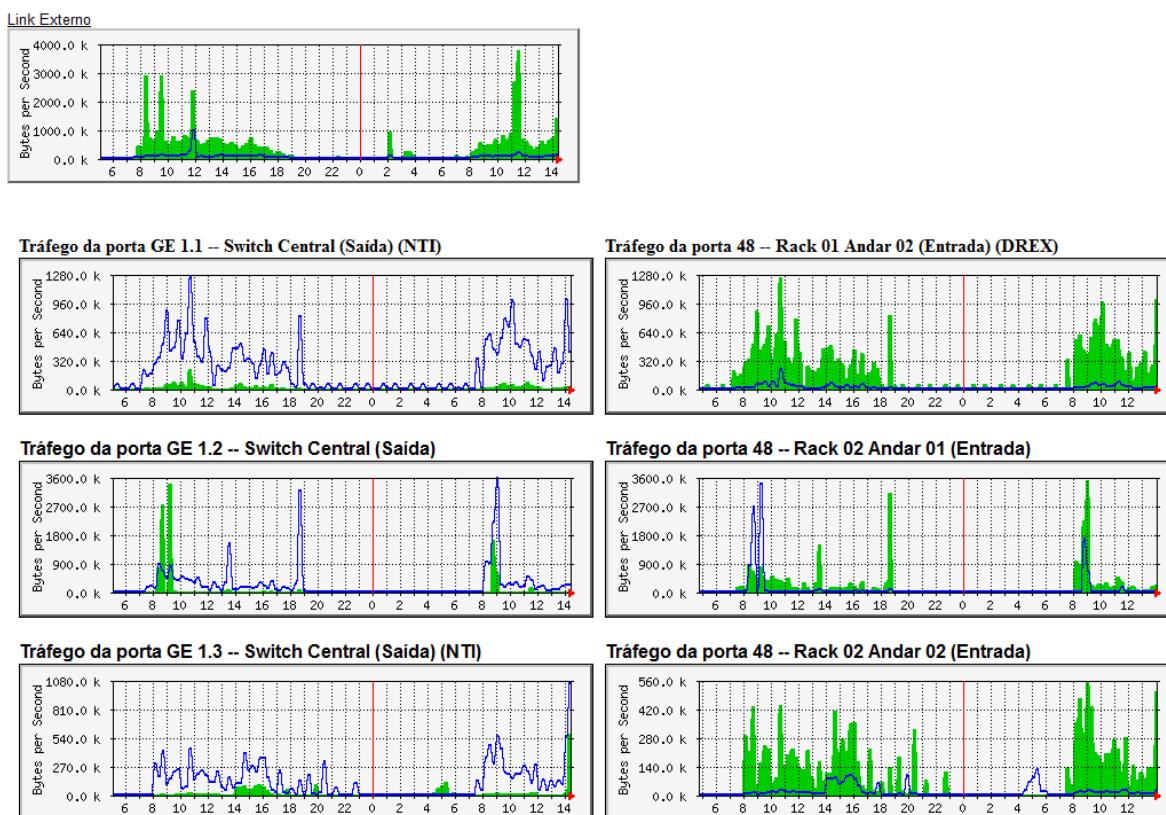 Link Externo
4000.0 k
3000.0 k
2000.0 k
1000.0 k
0.0 k
Bytes per Second
6 8 10 12 14 16 18 20 22 0 2 4 6 8 10 12 14
Tráfego da porta GE 1.1 -- Switch Central (Saída) (NTI)
1280.0 k
960.0 k
640.0 k
320.0 k
0.0 k
Bytes per Second
6 8 10 12 14 16 18 20 22 0 2 4 6 8 10 12 14
Tráfego da porta 48 -- Rack 01 Andar 02 (Entrada) (DREX)
1280.0 k
960.0 k
640.0 k
320.0 k
0.0 k
Bytes per Second
6 8 10 12 14 16 18 20 22 0 2 4 6 8 10 12
Tráfego da porta GE 1.2 -- Switch Central (Saída)
3600.0 k
2700.0 k
1800.0 k
900.0 k
0.0 k
Bytes per Second
6 8 10 12 14 16 18 20 22 0 2 4 6 8 10 12 14
Tráfego da porta 48 -- Rack 02 Andar 01 (Entrada)
3600.0 k
2700.0 k
1800.0 k
900.0 k
0.0 k
Bytes per Second
6 8 10 12 14 16 18 20 22 0 2 4 6 8 10 12
Tráfego da porta GE 1.3 -- Switch Central (Saída) (NTI)
1080.0 k
810.0 k
540.0 k
270.0 k
0.0 k
Bytes per Second
6 8 10 12 14 16 18 20 22 0 2 4 6 8 10 12 14
Tráfego da porta 48 -- Rack 02 Andar 02 (Entrada)
560.0 k
420.0 k
280.0 k
140.0 k
0.0 k
Bytes per Second
6 8 10 12 14 16 18 20 22 0 2 4 6 8 10 12